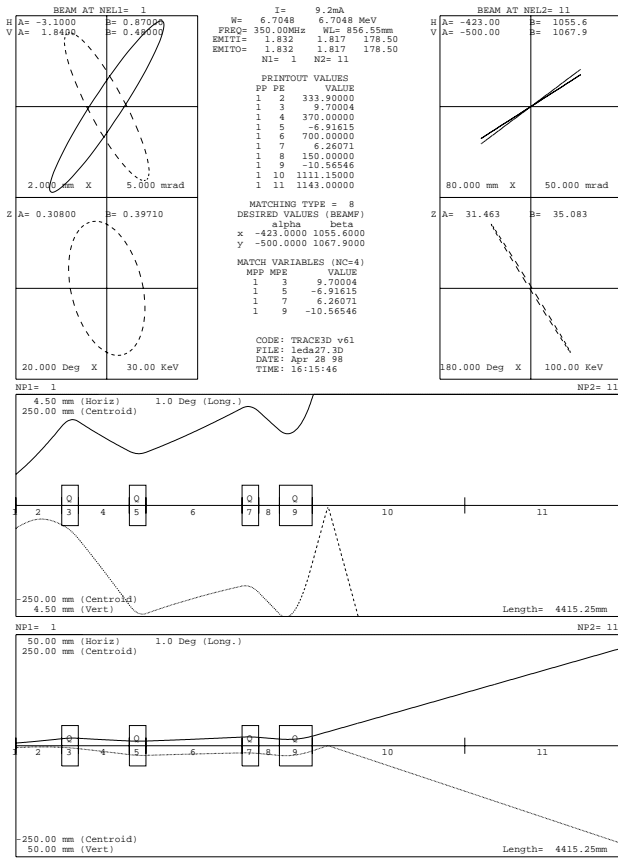 BEAM AT NEL1= 1
H A= -3.1000 B= 0.87000
V A= 1.8400 B= 0.48000
2.000 mm X 5.000 mrad
Z A= 0.30800 B= 0.39710
20.000 Deg X 30.00 KeV
I= 9.2mA
W= 6.7048 6.7048 MeV
FREQ= 350.00MHz WL= 856.55mm
EMITI= 1.832 1.817 178.50
EMITO= 1.832 1.817 178.50
N1= 1 N2= 11
PRINTOUT VALUES
PP PE VALUE
1 2 333.90000
1 3 9.70004
1 4 370.00000
1 5 -6.91615
1 6 700.00000
1 7 6.26071
1 8 150.00000
1 9 -10.56546
1 10 1111.15000
1 11 1143.00000
MATCHING TYPE = 8
DESIRED VALUES (BEAMF)
alpha beta
x -423.0000 1055.6000
y -500.0000 1067.9000
MATCH VARIABLES (NC=4)
MPP MPE VALUE
1 3 9.70004
1 5 -6.91615
1 7 6.26071
1 9 -10.56546
CODE: TRACE3D v61
FILE: leda27.3D
DATE: Apr 28 98
TIME: 16:15:46
BEAM AT NEL2= 11
H A= -423.00 B= 1055.6
V A= -500.00 B= 1067.9
80.000 mm X 50.000 mrad
Z A= 31.463 B= 35.083
180.000 Deg X 100.00 KeV
NP1= 1 NP2= 11
4.50 mm (Horiz) 1.0 Deg (Long.)
250.00 mm (Centroid)
Q Q Q Q
1 2 3 4 5 6 7 8 9 10 11
-250.00 mm (Centroid)
4.50 mm (Vert) Length= 4415.25mm
NP1= 1 NP2= 11
50.00 mm (Horiz) 1.0 Deg (Long.)
250.00 mm (Centroid)
Q Q Q Q
1 2 3 4 5 6 7 8 9 10 11
-250.00 mm (Centroid)
50.00 mm (Vert) Length= 4415.25mm